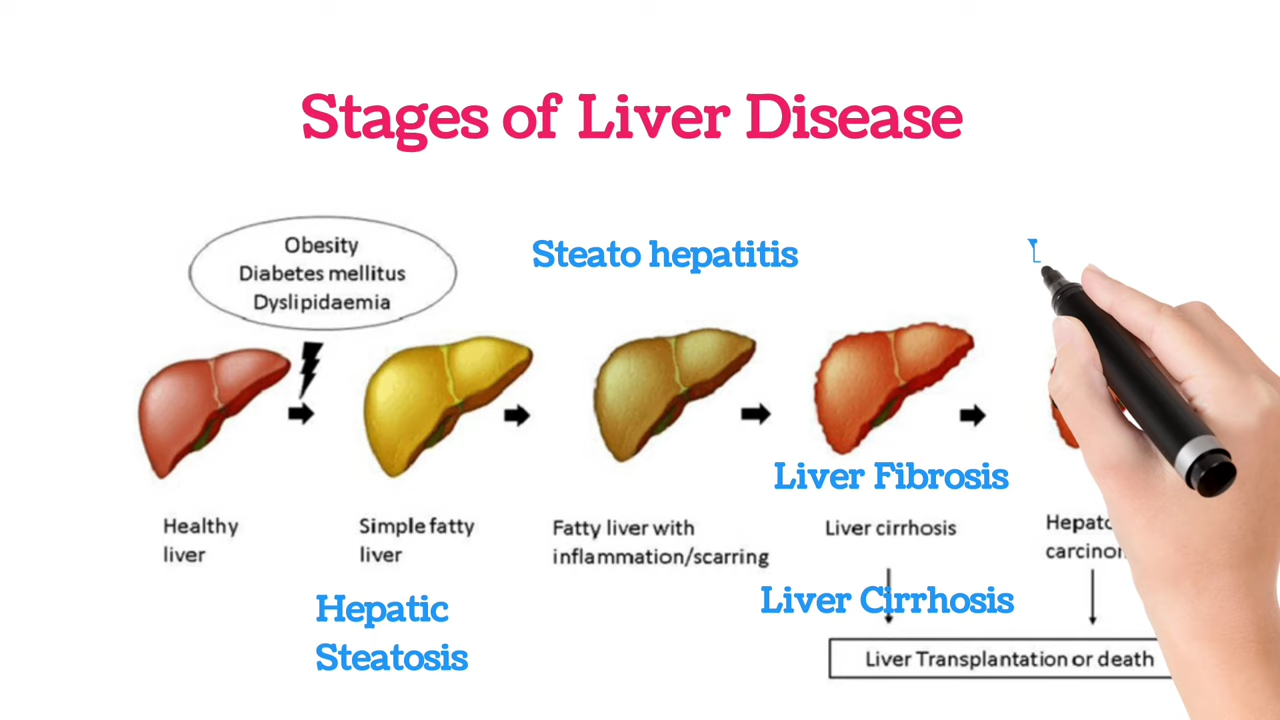 Stages of Liver Disease
Obesity
Diabetes mellitus
Dyslipidaemia
Steato hepatitis
Liver Fibrosis
Healthy
liver
Simple fatty
liver
Fatty liver with
inflammation/scarring
Liver cirrhosis
Hepatic
Steatosis
Liver Cirrhosis
Liver Transplantation or death